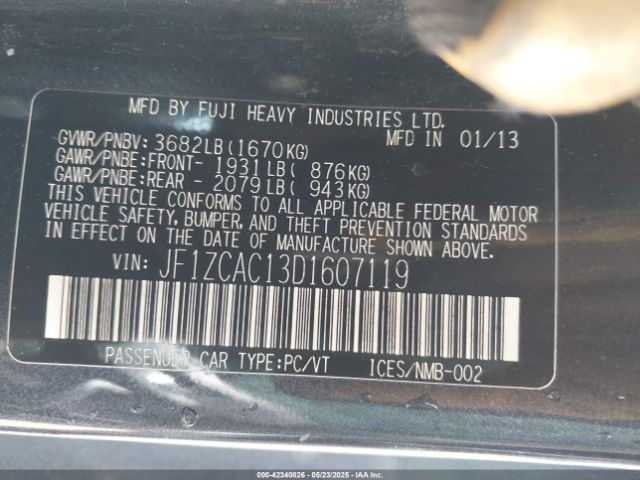 MFD BY FUJI HEAVY INDUSTRIES LTD.
GVWR/PNBV: 3682LB(1670KG) MFD IN 01/13
GAWR/PNBE:FRONT- 1931LB( 876KG)
GAWR/PNBE:REAR - 2079LB( 943KG)
THIS VEHICLE CONFORMS TO ALL APPLICABLE FEDERAL MOTOR
VEHICLE SAFETY, BUMPER, AND THEFT PREVENTION STANDARDS
IN EFFECT ON THE DATE OF MANUFACTURE SHOWN ABOVE.
VIN: JF1ZCAC13D1607119
PASSENGER CAR TYPE:PC/VT ICES/NMB-002
000-42340826 - 05/23/2025 - IAAI